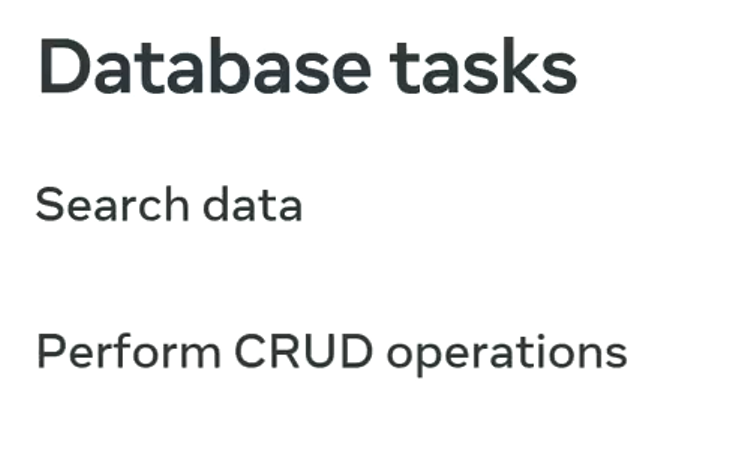 Database tasks
Search data
Perform CRUD operations